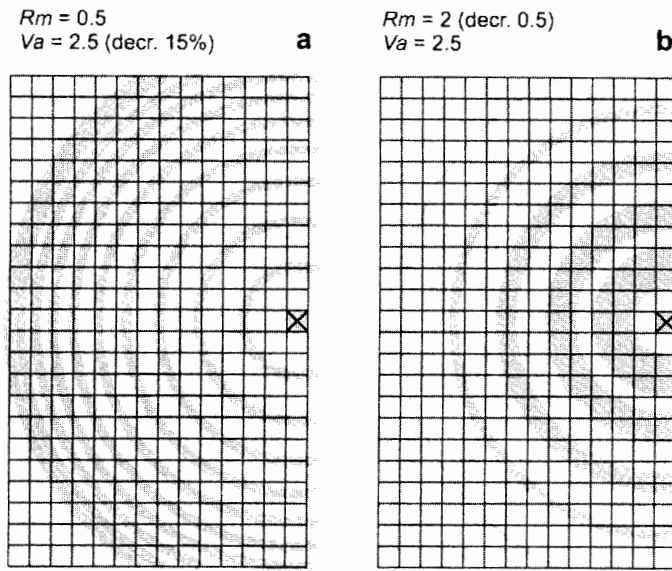 Rm = 0.5
Va = 2.5 (decr. 15%)
a
Rm = 2 (decr. 0.5)
Va = 2.5
b